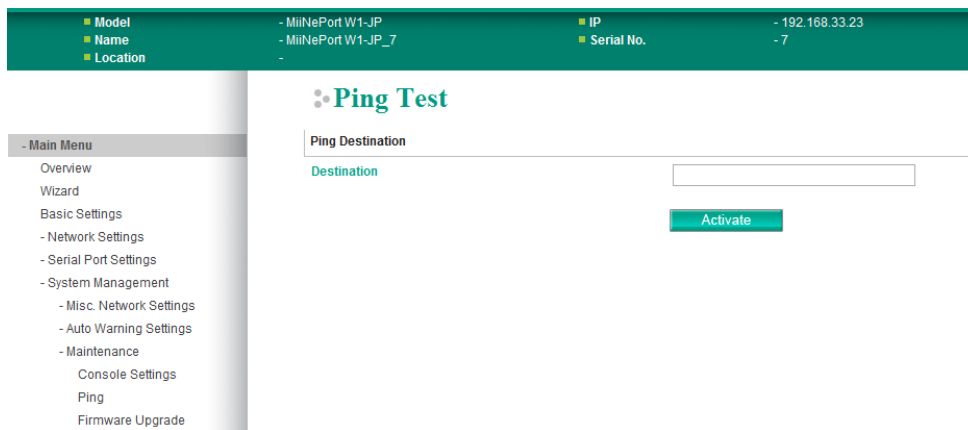 Model - MiiNePort W1-JP IP - 192.168.33.23
Name - MiiNePort W1-JP_7 Serial No. - 7
Location -
Ping Test
- Main Menu
Overview
Wizard
Basic Settings
- Network Settings
- Serial Port Settings
- System Management
- Misc. Network Settings
- Auto Warning Settings
- Maintenance
Console Settings
Ping
Firmware Upgrade
Ping Destination
Destination
Activate